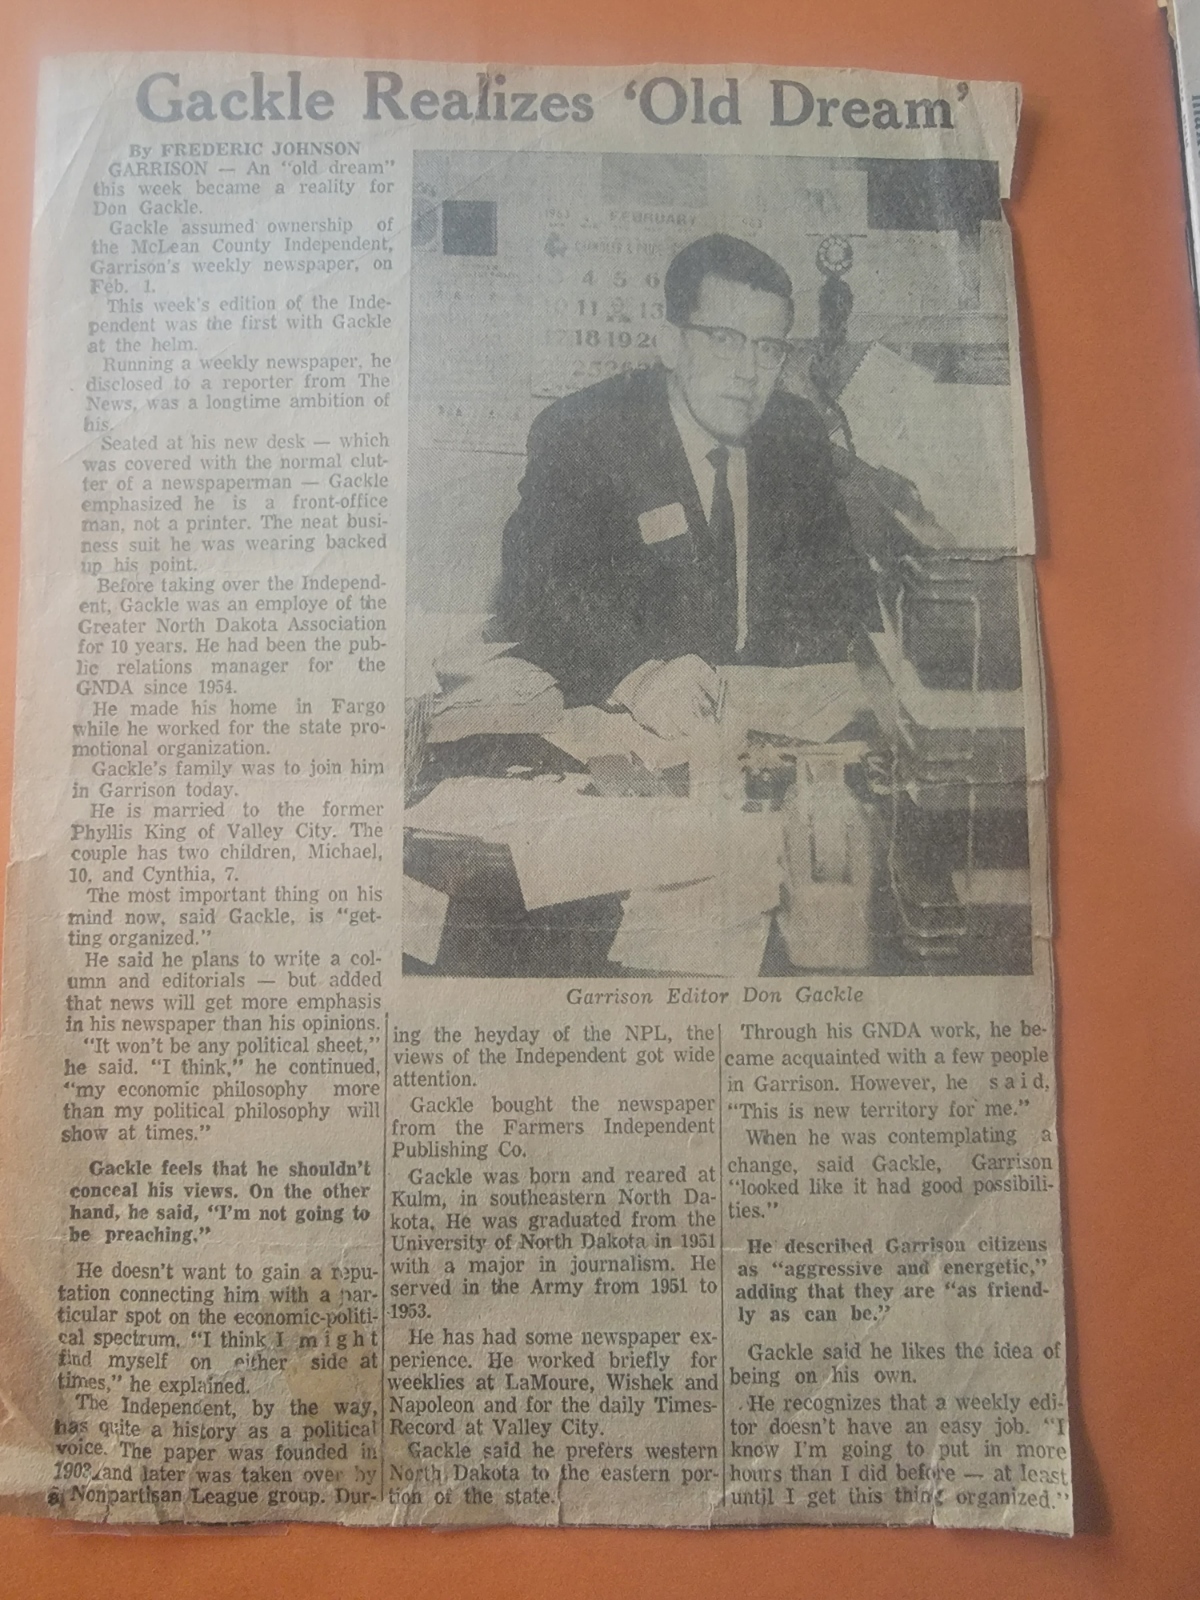 Gackle Realizes ‘Old Dream’
By FREDERIC JOHNSON
GARRISON — An “old dream”
this week became a reality for
Don Gackle.
Gackle assumed ownership of
the McLean County Independent,
Garrison's weekly newspaper, on
Feb. 1.
This week's edition of the Inde-
pendent was the first with Gackle
at the helm.
Running a weekly newspaper, he
disclosed to a reporter from The
News, was a longtime ambition of
his.
Seated at his new desk — which
was covered with the normal clut-
ter of a newspaperman — Gackle
emphasized he is a front-office
man, not a printer. The neat busi-
ness suit he was wearing backed
up his point.
Before taking over the Independ-
ent, Gackle was an employe of the
Greater North Dakota Association
for 10 years. He had been the pub-
lic relations manager for the
GNDA since 1954.
He made his home in Fargo
while he worked for the state pro-
motional organization.
Gackle's family was to join him
in Garrison today.
He is married to the former
Phyllis King of Valley City. The
couple has two children, Michael,
10, and Cynthia, 7.
The most important thing on his
mind now, said Gackle, is “get-
ting organized.”
He said he plans to write a col-
umn and editorials — but added
that news will get more emphasis
in his newspaper than his opinions.
“It won't be any political sheet,”
he said. “I think,” he continued,
“my economic philosophy more
than my political philosophy will
show at times.”
Gackle feels that he shouldn't
conceal his views. On the other
hand, he said, “I'm not going to
be preaching.”
He doesn't want to gain a repu-
tation connecting him with a par-
ticular spot on the economic-politi-
cal spectrum. “I think I might
find myself on either side at
times,” he explained.
The Independent, by the way,
has quite a history as a political
voice. The paper was founded in
and later was taken over by
a Nonpartisan League group. Dur-
FEBRUARY
1963
4 5 6
11 13
18 19 20
Garrison Editor Don Gackle
ing the heyday of the NPL, the
views of the Independent got wide
attention.
Gackle bought the newspaper
from the Farmers Independent
Publishing Co.
Gackle was born and reared at
Kulm, in southeastern North Da-
kota. He was graduated from the
University of North Dakota in 1951
with a major in journalism. He
served in the Army from 1951 to
1953.
He has had some newspaper ex-
perience. He worked briefly for
weeklies at LaMoure, Wishek and
Napoleon and for the daily Times-
Record at Valley City.
Gackle said he prefers western
North Dakota to the eastern por-
tion of the state.
Through his GNDA work, he be-
came acquainted with a few people
in Garrison. However, he said,
“This is new territory for me.”
When he was contemplating a
change, said Gackle, Garrison
“looked like it had good possibili-
ties.”
He described Garrison citizens
as “aggressive and energetic,”
adding that they are “as friend-
ly as can be.”
Gackle said he likes the idea of
being on his own.
He recognizes that a weekly edi-
tor doesn't have an easy job. “I
know I'm going to put in more
hours than I did before — at least
until I get this thing organized.”